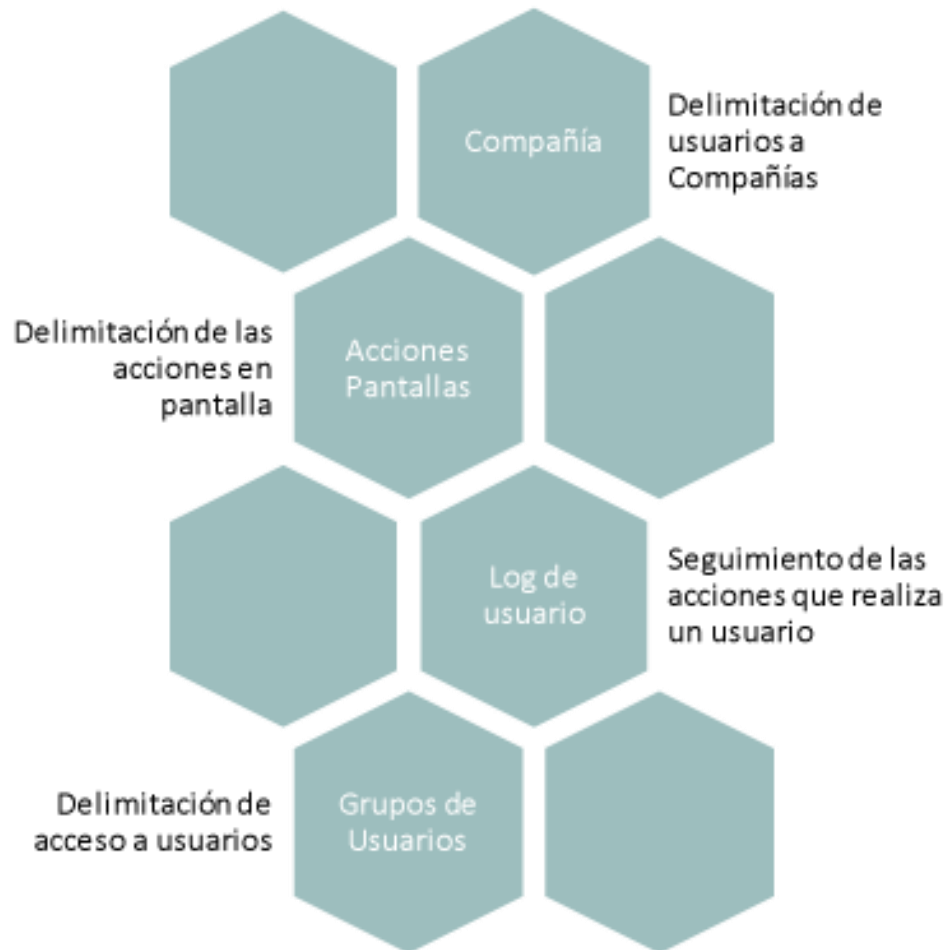 Compañía
Delimitación de
usuarios a
Compañías
Delimitación de las
acciones en
pantalla
Acciones
Pantallas
Log de
usuario
Seguimiento de las
acciones que realiza
un usuario
Delimitación de
acceso a usuarios
Grupos de
Usuarios